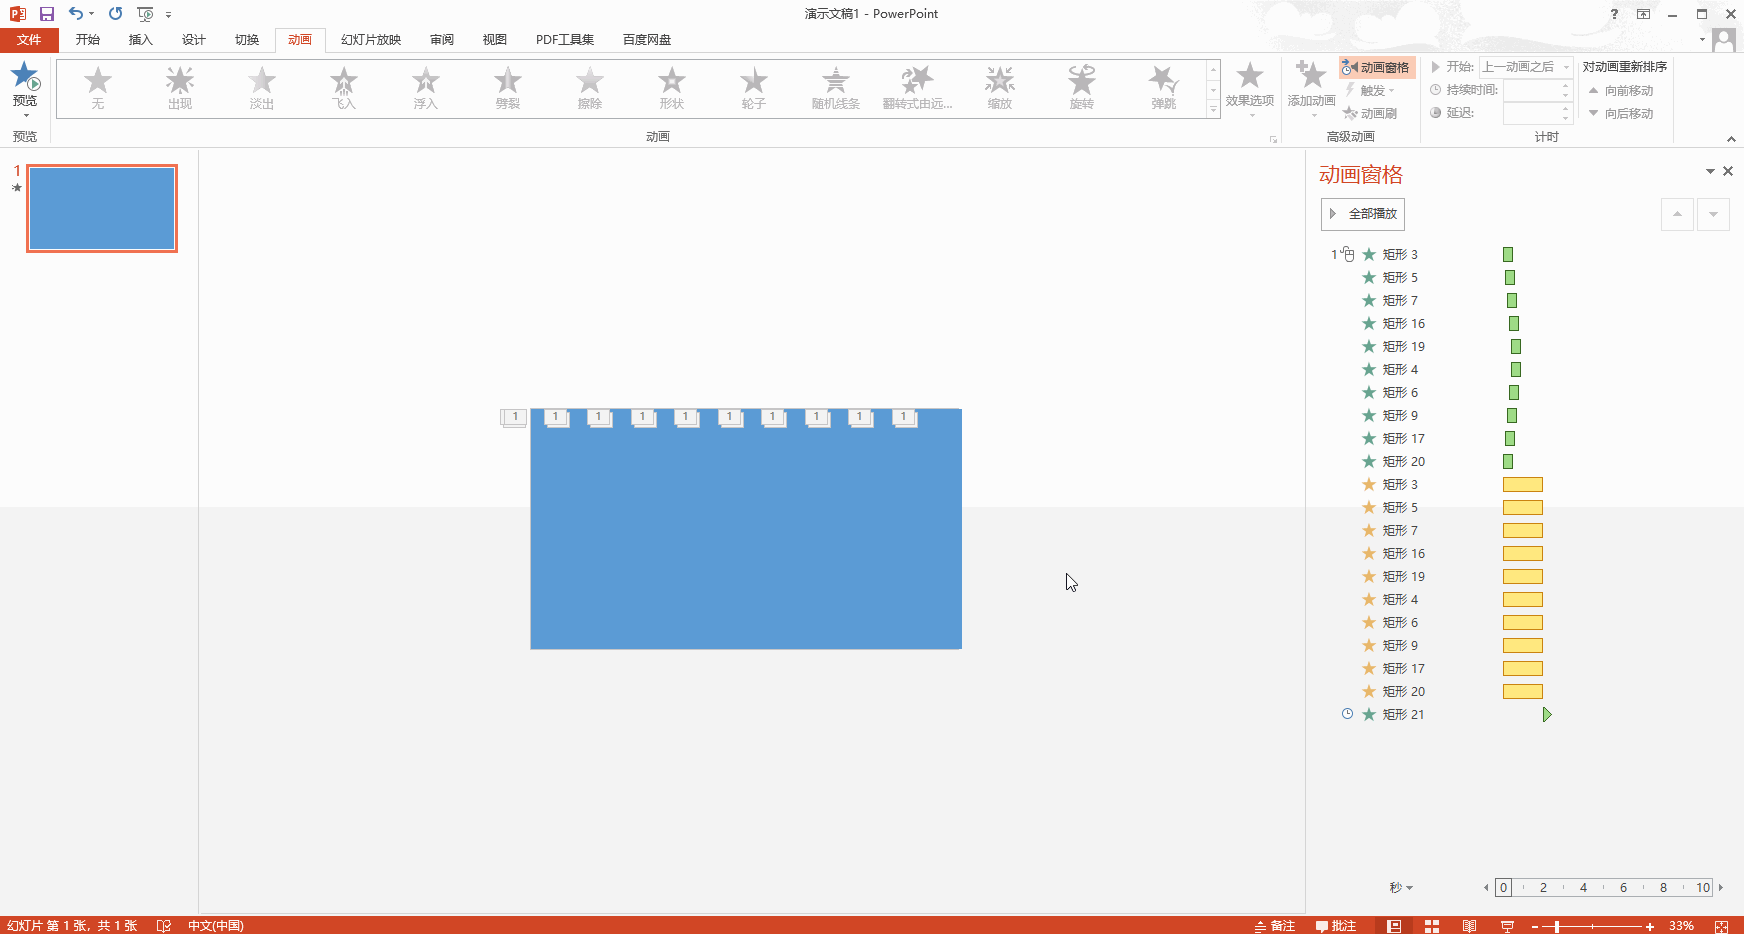 演示文稿1 - PowerPoint
?
文件 开始 插入 设计 切换 动画 幻灯片放映 审阅 视图 PDF工具集 百度网盘
预览
预览
无 出现 淡出 飞入 浮入 劈裂 擦除 形状 轮子 随机线条 翻转式由远... 缩放 旋转 弹跳
动画
效果选项
添加动画
动画窗格
触发
动画刷
高级动画
开始: 上一动画之后
持续时间:
延迟:
对动画重新排序
向前移动
向后移动
计时
1
1 1 1 1 1 1 1 1 1 1
动画窗格
全部播放
1 矩形 3
矩形 5
矩形 7
矩形 16
矩形 19
矩形 4
矩形 6
矩形 9
矩形 17
矩形 20
矩形 3
矩形 5
矩形 7
矩形 16
矩形 19
矩形 4
矩形 6
矩形 9
矩形 17
矩形 20
矩形 21
秒 0 2 4 6 8 10
幻灯片 第 1 张，共 1 张 中文(中国) 备注 批注 33%